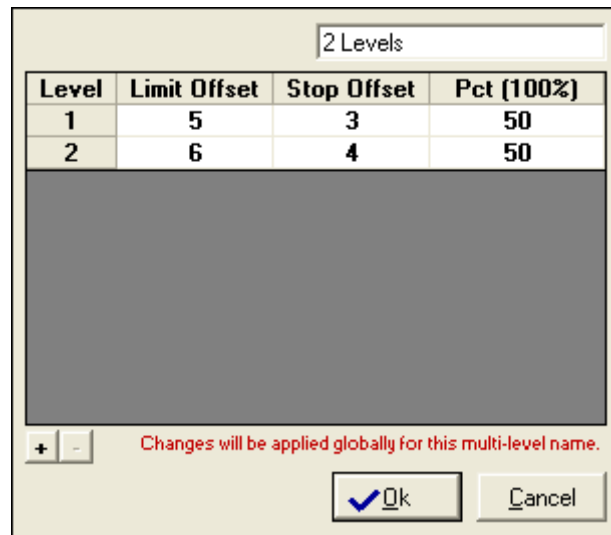 2 Levels
Level Limit Offset Stop Offset Pct (100%)
1 5 3 50
2 6 4 50
+ - Changes will be applied globally for this multi-level name.
Ok Cancel